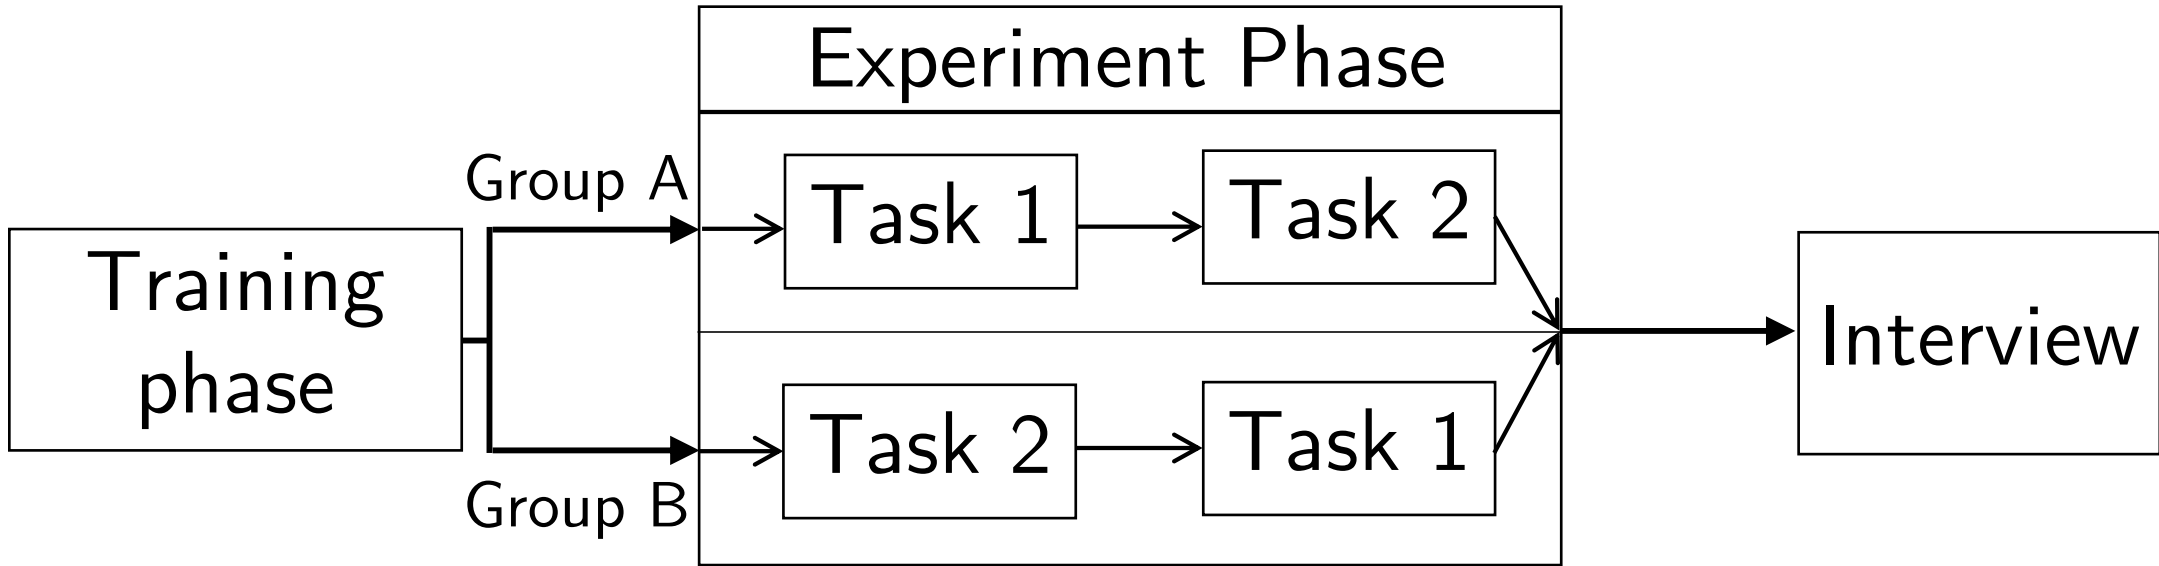 Experiment Phase
Group A
Task 1
Task 2
Training
phase
Interview
Task 2
Task 1
Group B